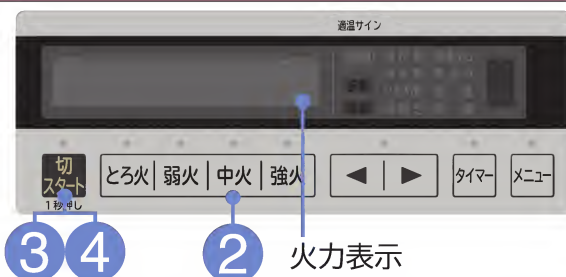 適温サイン
切
スタート
1秒押し
とろ火 弱火 中火 強火
◀ ▶
タイマー
メニュー
3 4 2
火力表示